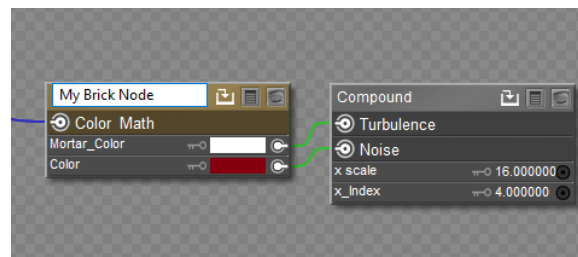 My Brick Node
Color Math
Mortar_Color
Color
Compound
Turbulence
Noise
x scale 16.000000
x_Index 4.000000